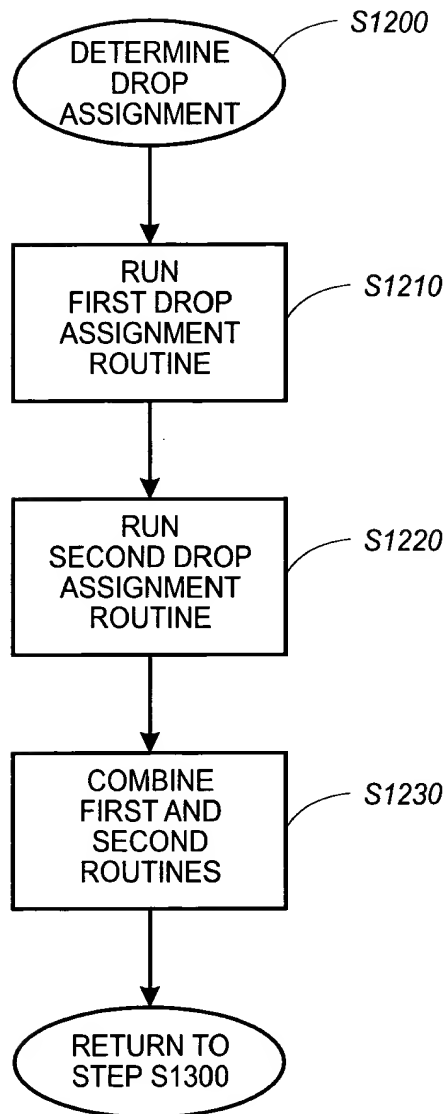 S1200
DETERMINE
DROP
ASSIGNMENT
RUN
FIRST DROP
ASSIGNMENT
ROUTINE
S1210
RUN
SECOND DROP
ASSIGNMENT
ROUTINE
S1220
COMBINE
FIRST AND
SECOND
ROUTINES
S1230
RETURN TO
STEP S1300